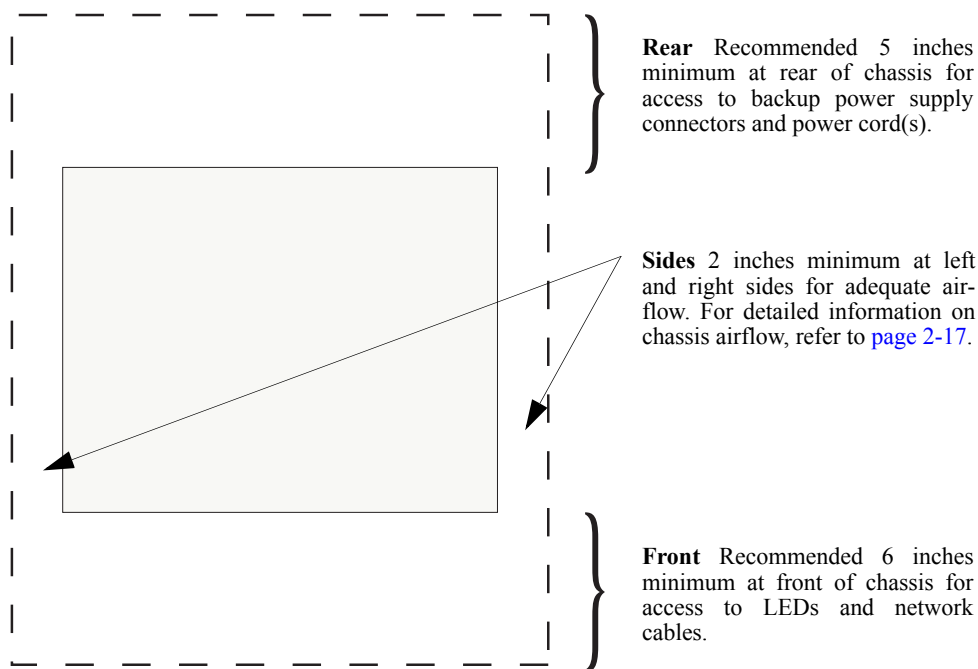 Rear Recommended 5 inches
minimum at rear of chassis for
access to backup power supply
connectors and power cord(s).
Sides 2 inches minimum at left
and right sides for adequate air-
flow. For detailed information on
chassis airflow, refer to page 2-17.
Front Recommended 6 inches
minimum at front of chassis for
access to LEDs and network
cables.